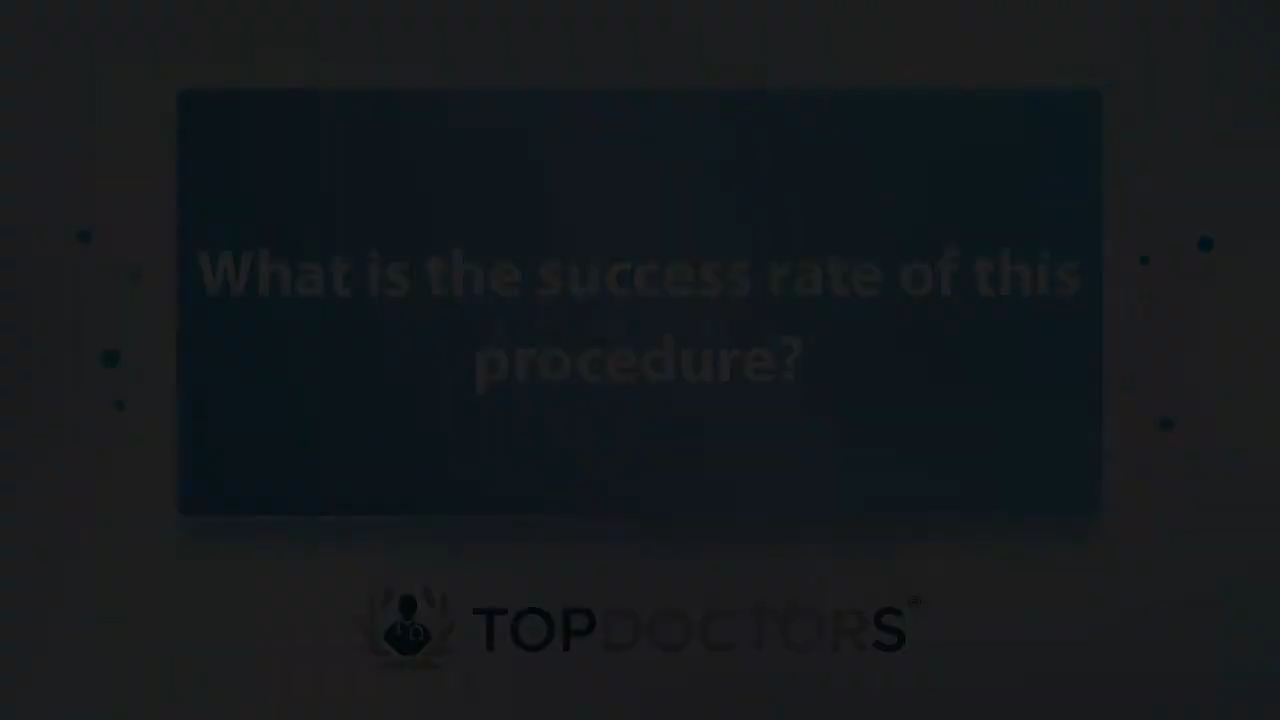 What is the success rate of this
procedure?
TOPDOCTORS®